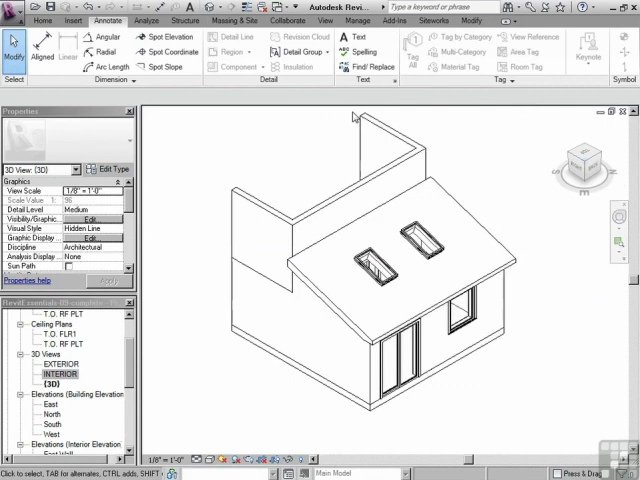 Autodesk Revi...
Type a keyword or phrase
Home Insert Annotate Analyze Structure Massing & Site Collaborate View Manage Add-Ins Siteworks Modify
Modify
Aligned
Linear
Angular
Radial
Arc Length
Spot Elevation
Spot Coordinate
Spot Slope
Detail Line
Region
Component
Revision Cloud
Detail Group
Insulation
Text
Spelling
Find/ Replace
Tag All
Tag by Category
Multi-Category
Material Tag
View Reference
Area Tag
Room Tag
Keynote
Symbol
Select Dimension Detail Text Tag Symbol
Properties
3D View: {3D}
Edit Type
Graphics
View Scale 1/8" = 1'-0"
Scale Value 1: 96
Detail Level Medium
Visibility/Graphic... Edit...
Visual Style Hidden Line
Graphic Display ... Edit...
Discipline Architectural
Analysis Display... None
Sun Path
Properties help
Apply
T.O. RF PLT
Ceiling Plans
T.O. FLR1
T.O. RF PLT
3D Views
EXTERIOR
INTERIOR
{3D}
Elevations (Building Elevation
East
North
South
West
Elevations (Interior Elevation
1/8" = 1'-0"
Click to select, TAB for alternates, CTRL adds, SHIFT
Main Model
Press & Drag